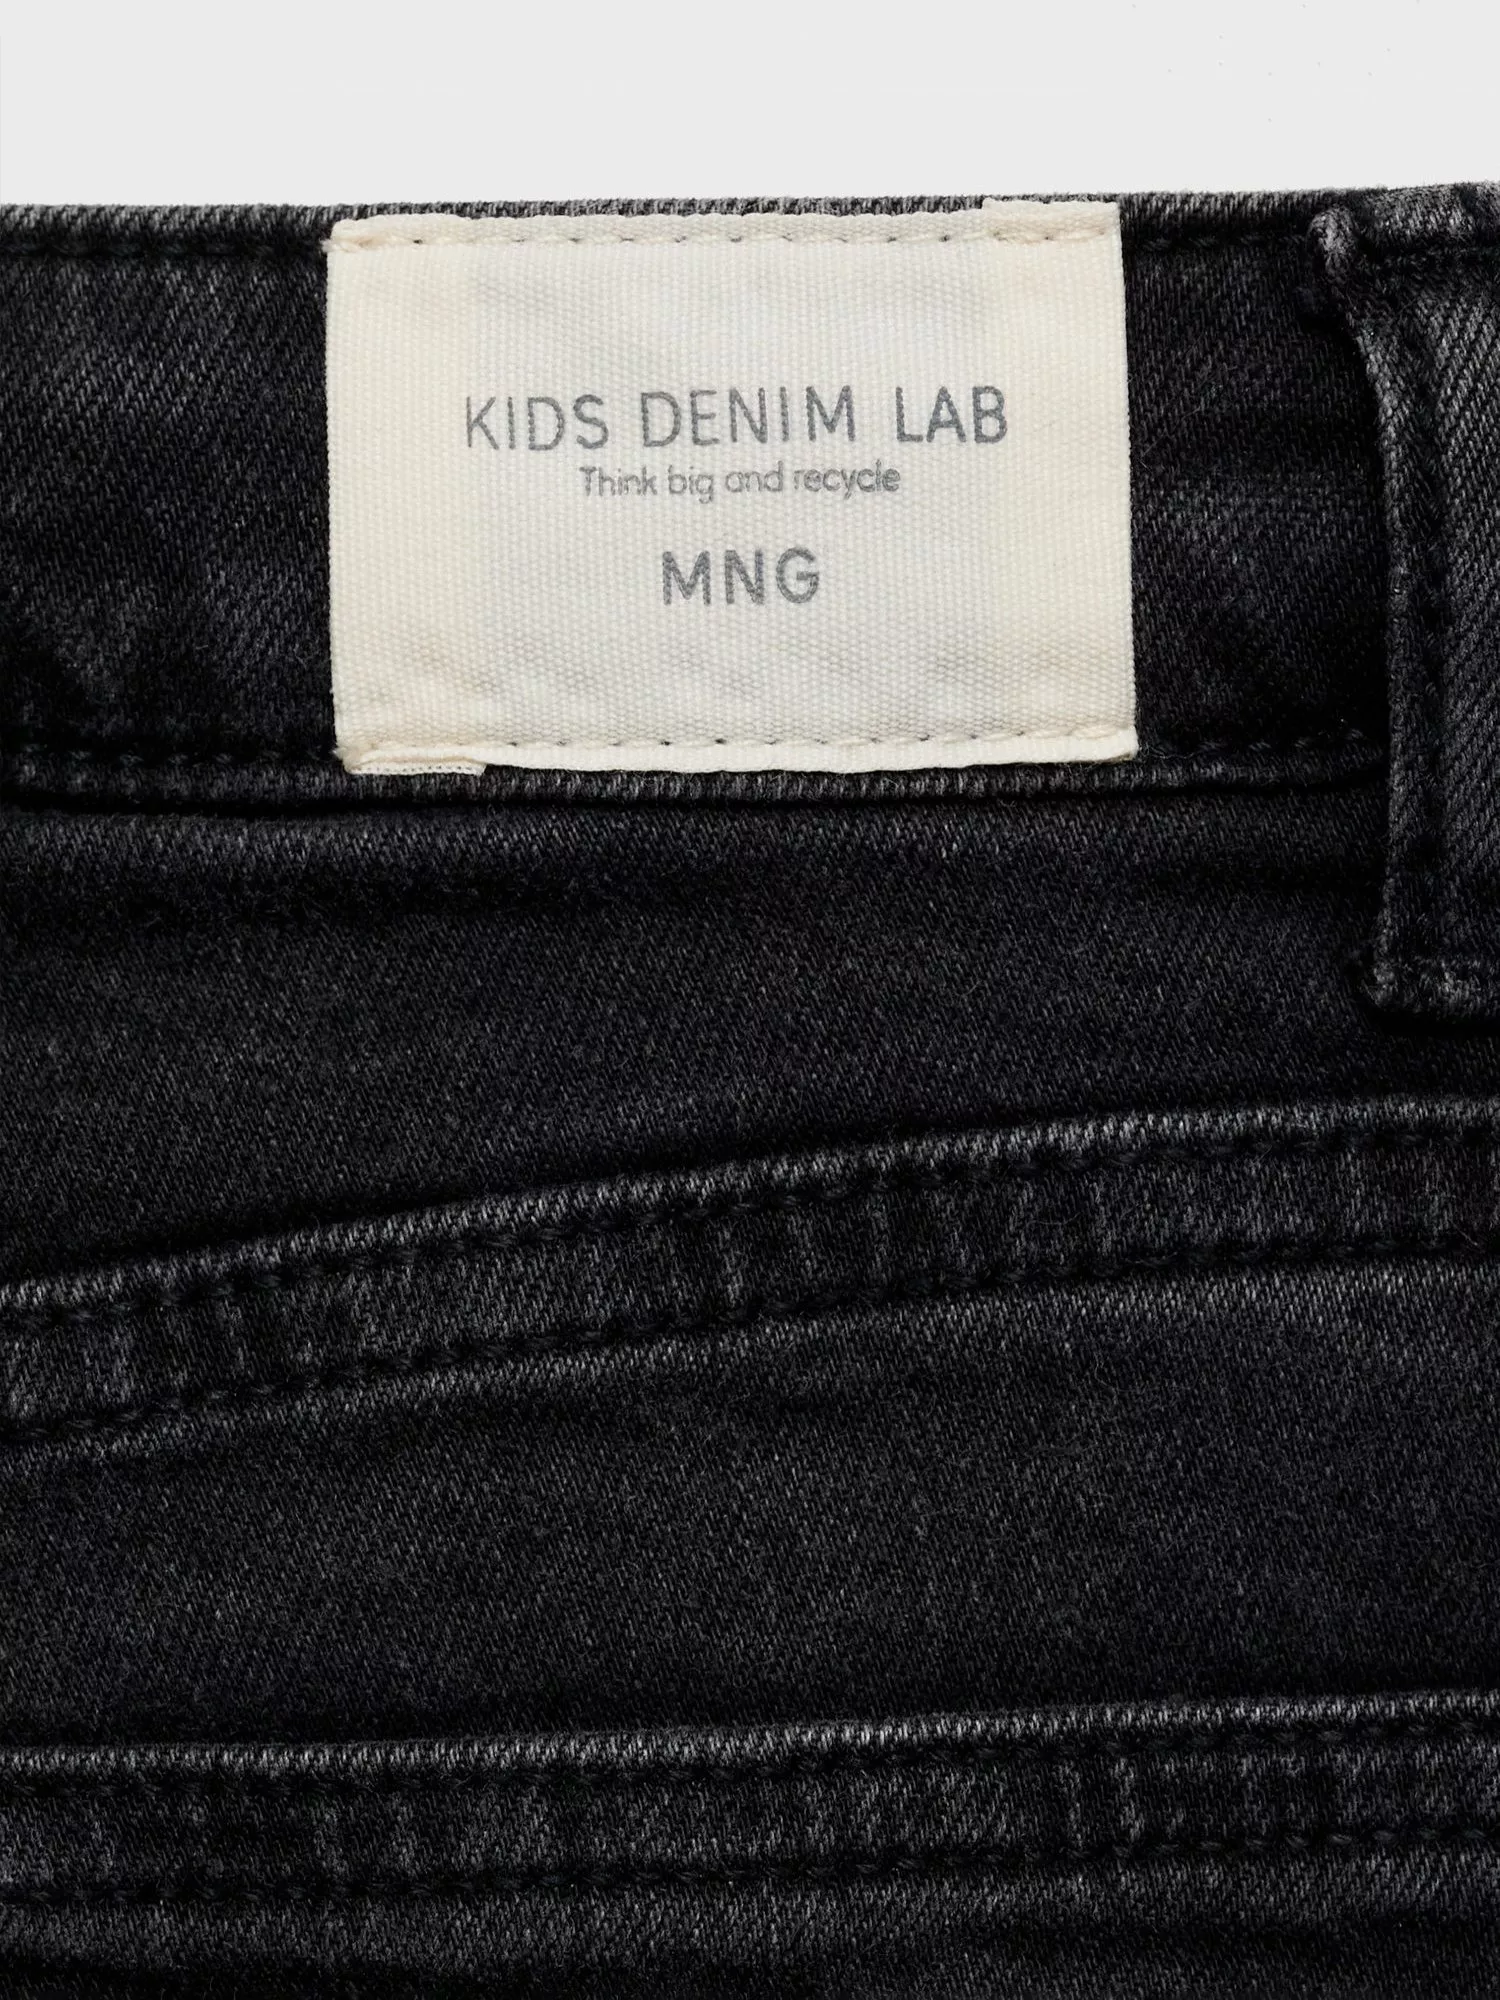 KIDS DENIM LAB
Think big and recycle
MNG